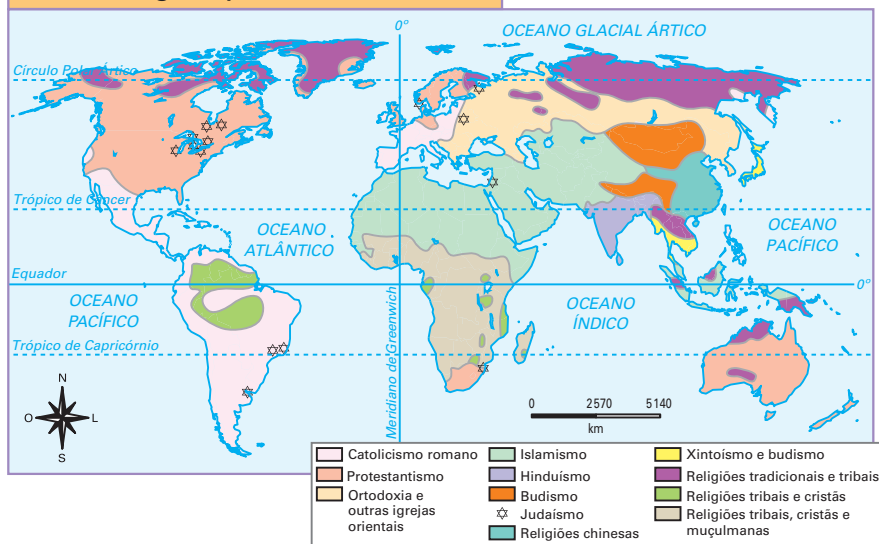 0°
OCEANO GLACIAL ÁRTICO
Círculo Polar Ártico
Trópico de Câncer
OCEANO
ATLÂNTICO
OCEANO
PACÍFICO
Equador
0°
OCEANO
PACÍFICO
OCEANO
ÍNDICO
Meridiano de Greenwich
Trópico de Capricórnio
N
O
L
S
0 2570 5140
km
Catolicismo romano
Protestantismo
Ortodoxia e
outras igrejas
orientais
Islamismo
Hinduísmo
Budismo
Judaísmo
Religiões chinesas
Xintoísmo e budismo
Religiões tradicionais e tribais
Religiões tribais e cristãs
Religiões tribais, cristãs e
muçulmanas